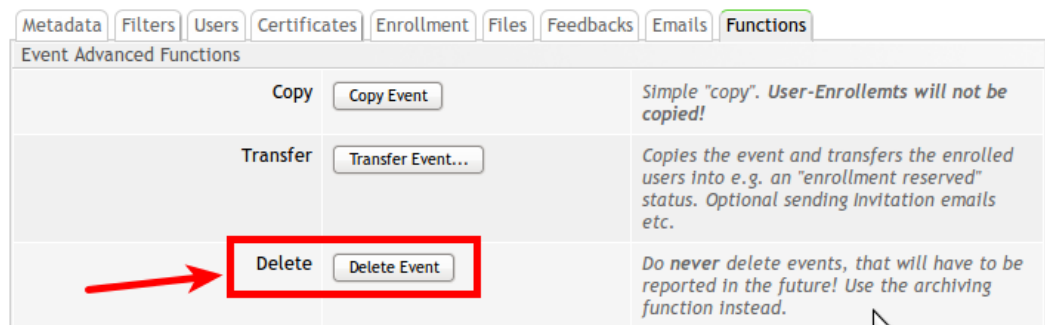 Metadata Filters Users Certificates Enrollment Files Feedbacks Emails Functions
Event Advanced Functions
Copy Copy Event Simple "copy". User-Enrollemts will not be
copied!
Transfer Transfer Event... Copies the event and transfers the enrolled
users into e.g. an "enrollment reserved"
status. Optional sending Invitation emails
etc.
Delete Delete Event Do never delete events, that will have to be
reported in the future! Use the archiving
function instead.